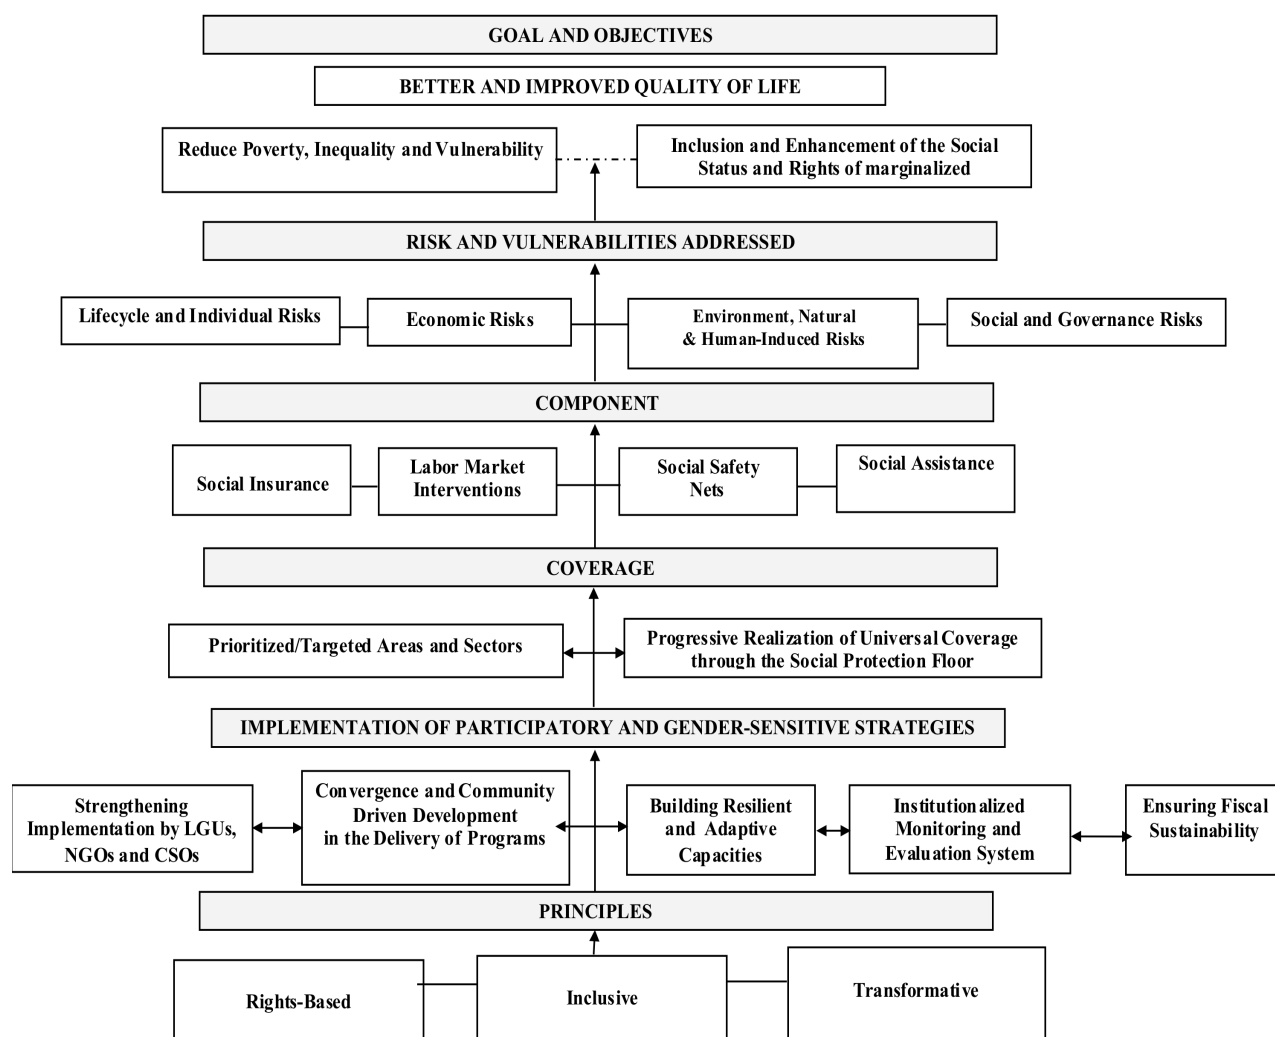 GOAL AND OBJECTIVES
BETTER AND IMPROVED QUALITY OF LIFE
Reduce Poverty, Inequality and Vulnerability
Inclusion and Enhancement of the Social
Status and Rights of marginalized
RISK AND VULNERABILITIES ADDRESSED
Lifecycle and Individual Risks
Economic Risks
Environment, Natural
& Human-Induced Risks
Social and Governance Risks
COMPONENT
Social Insurance
Labor Market
Interventions
Social Safety
Nets
Social Assistance
COVERAGE
Prioritized/Targeted Areas and Sectors
Progressive Realization of Universal Coverage
through the Social Protection Floor
IMPLEMENTATION OF PARTICIPATORY AND GENDER-SENSITIVE STRATEGIES
Strengthening
Implementation by LGUs,
NGOs and CSOs
Convergence and Community
Driven Development
in the Delivery of Programs
Building Resilient
and Adaptive
Capacities
Institutionalized
Monitoring and
Evaluation System
Ensuring Fiscal
Sustainability
PRINCIPLES
Rights-Based
Inclusive
Transformative